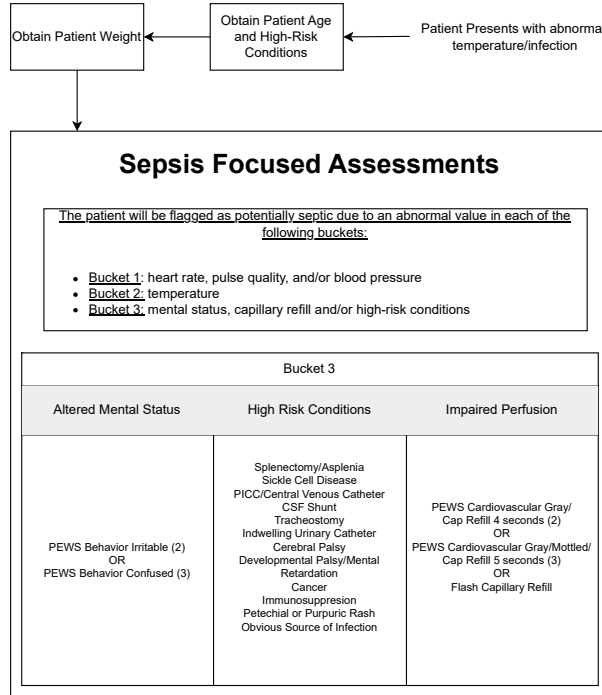 Obtain Patient Weight
Obtain Patient Age
and High-Risk
Conditions
Patient Presents with abnorma
temperature/infection
Sepsis Focused Assessments
The patient will be flagged as potentially septic due to an abnormal value in each of the
following buckets:
• Bucket 1: heart rate, pulse quality, and/or blood pressure
• Bucket 2: temperature
• Bucket 3: mental status, capillary refill and/or high-risk conditions
Bucket 3
Altered Mental Status
High Risk Conditions
Impaired Perfusion
PEWS Behavior Irritable (2)
OR
PEWS Behavior Confused (3)
Splenectomy/Asplenia
Sickle Cell Disease
PICC/Central Venous Catheter
CSF Shunt
Tracheostomy
Indwelling Urinary Catheter
Cerebral Palsy
Developmental Palsy/Mental
Retardation
Cancer
Immunosuppresion
Petechial or Purpuric Rash
Obvious Source of Infection
PEWS Cardiovascular Gray/
Cap Refill 4 seconds (2)
OR
PEWS Cardiovascular Gray/Mottled/
Cap Refill 5 seconds (3)
OR
Flash Capillary Refill